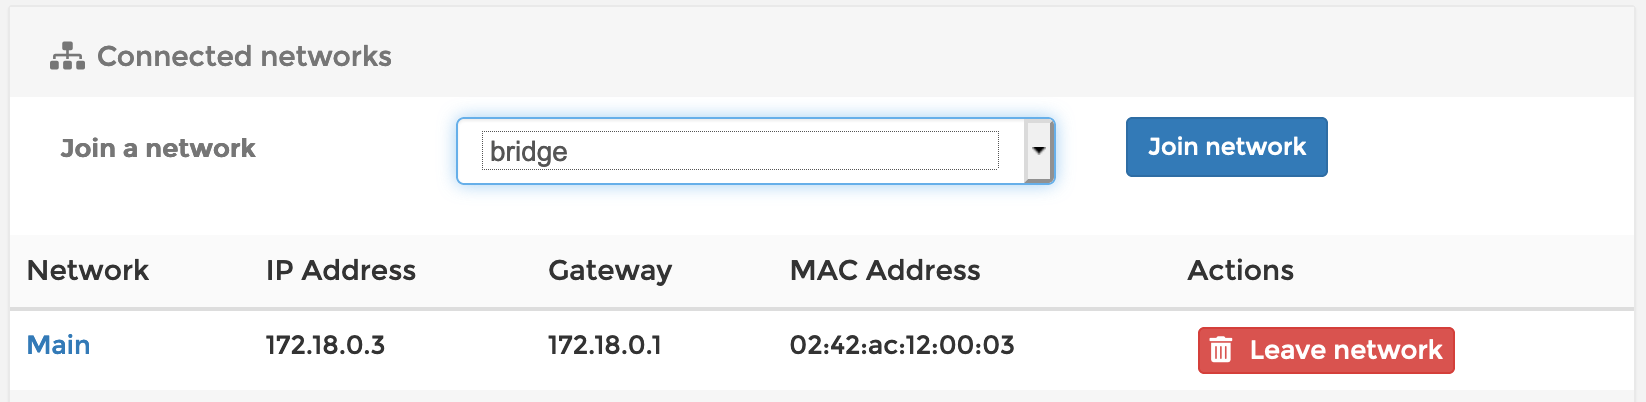 Connected networks
Join a network bridge Join network
Network IP Address Gateway MAC Address Actions
Main 172.18.0.3 172.18.0.1 02:42:ac:12:00:03 Leave network